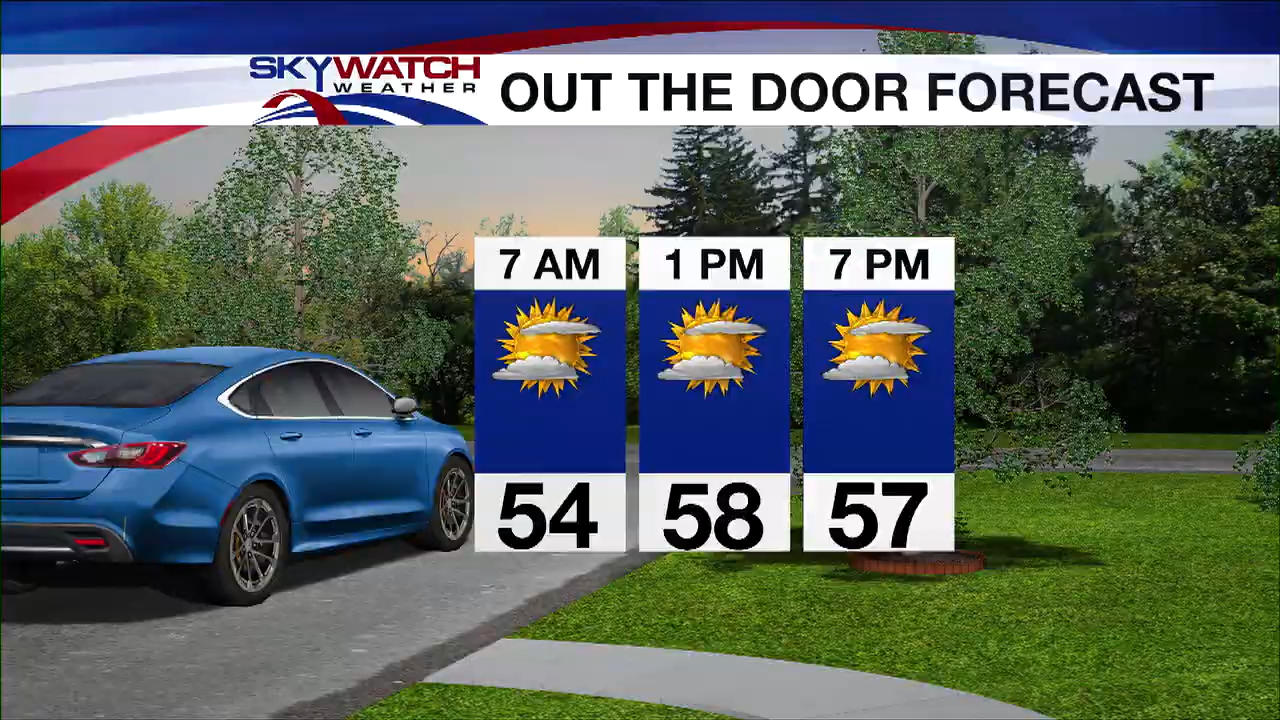 SKYWATCH
WEATHER
OUT THE DOOR FORECAST
7 AM
1 PM
7 PM
54
58
57